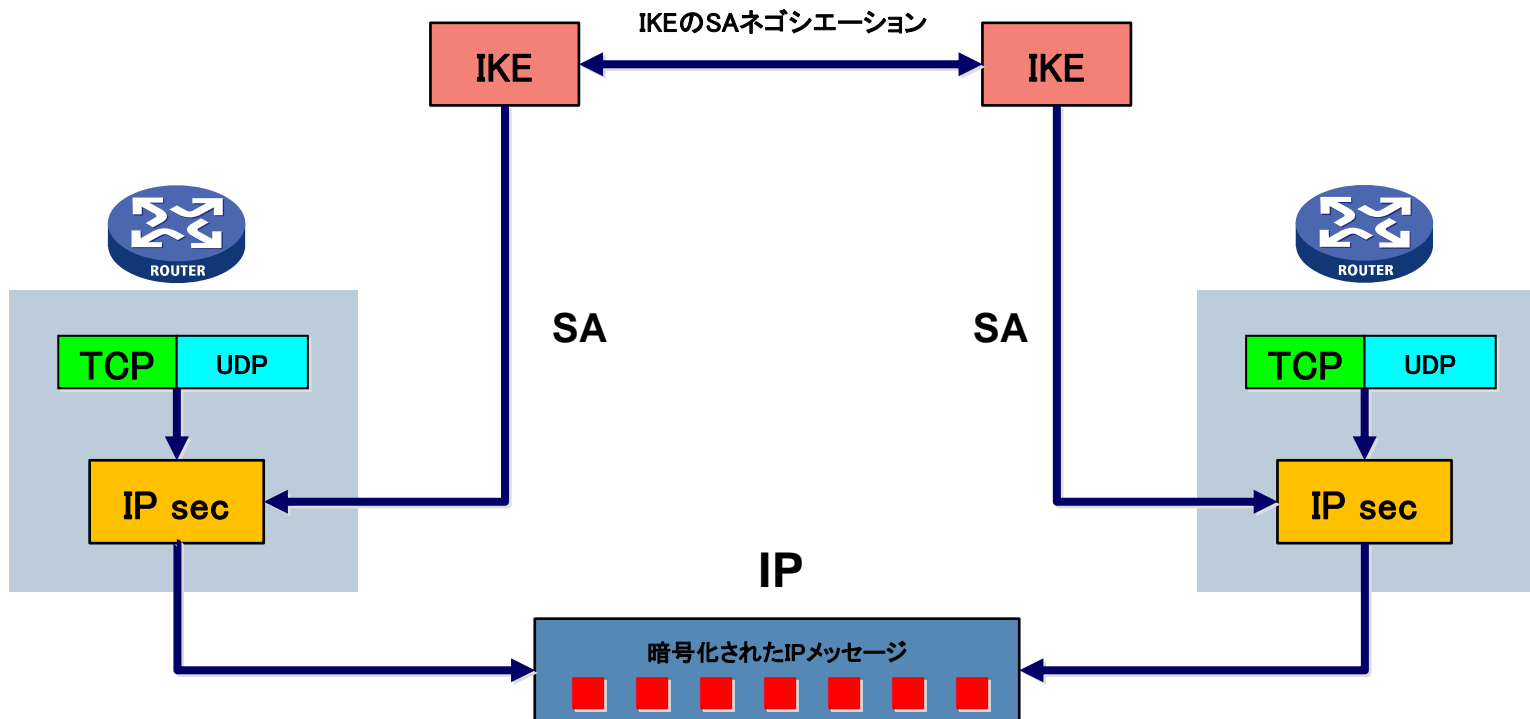 IKEのSAネゴシエーション
IKE
IKE
ROUTER
ROUTER
SA
SA
TCP
UDP
TCP
UDP
IP sec
IP sec
IP
暗号化されたIPメッセージ